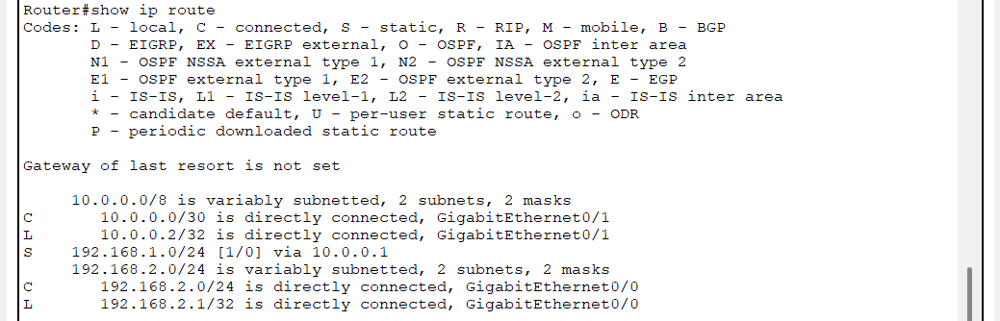 Router#show ip route
Codes: L - local, C - connected, S - static, R - RIP, M - mobile, B - BGP
       D - EIGRP, EX - EIGRP external, O - OSPF, IA - OSPF inter area
       N1 - OSPF NSSA external type 1, N2 - OSPF NSSA external type 2
       E1 - OSPF external type 1, E2 - OSPF external type 2, E - EGP
       i - IS-IS, L1 - IS-IS level-1, L2 - IS-IS level-2, ia - IS-IS inter area
       * - candidate default, U - per-user static route, o - ODR
       P - periodic downloaded static route

Gateway of last resort is not set

     10.0.0.0/8 is variably subnetted, 2 subnets, 2 masks
C       10.0.0.0/30 is directly connected, GigabitEthernet0/1
L       10.0.0.2/32 is directly connected, GigabitEthernet0/1
S    192.168.1.0/24 [1/0] via 10.0.0.1
     192.168.2.0/24 is variably subnetted, 2 subnets, 2 masks
C       192.168.2.0/24 is directly connected, GigabitEthernet0/0
L       192.168.2.1/32 is directly connected, GigabitEthernet0/0